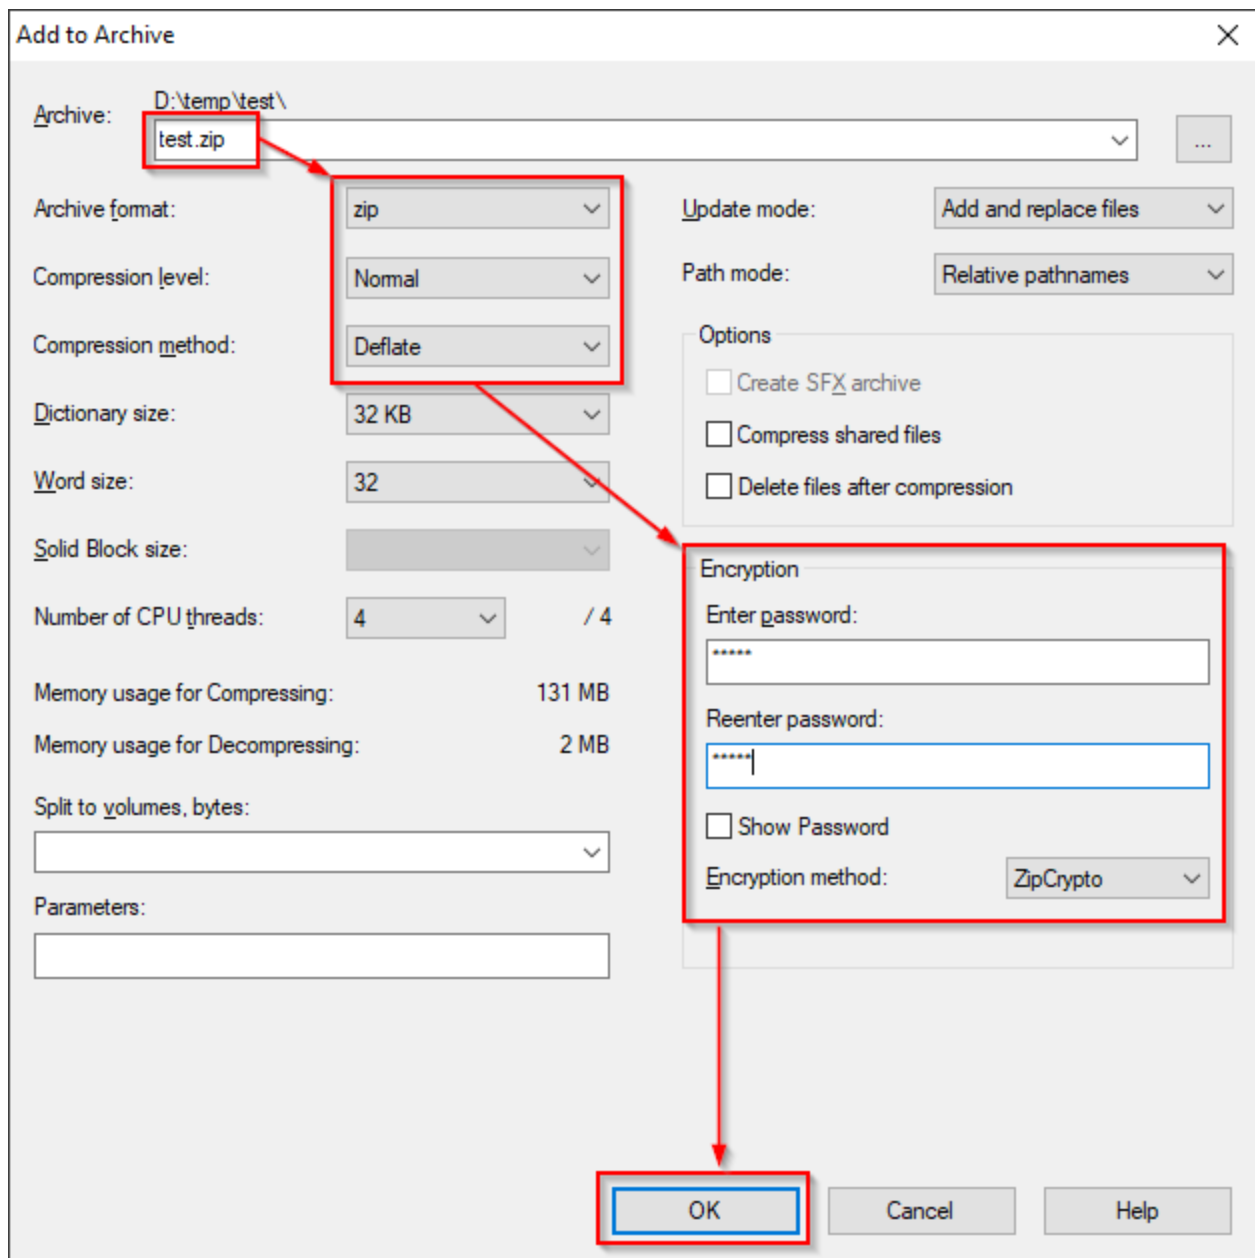 Add to Archive
Archive:
D:\temp\test\
test.zip
...
Archive format:
zip
Compression level:
Normal
Compression method:
Deflate
Dictionary size:
32 KB
Word size:
32
Solid Block size:
Number of CPU threads:
4
/ 4
Memory usage for Compressing:
131 MB
Memory usage for Decompressing:
2 MB
Split to volumes, bytes:
Parameters:
Update mode:
Add and replace files
Path mode:
Relative pathnames
Options
Create SFX archive
Compress shared files
Delete files after compression
Encryption
Enter password:
*****
Reenter password:
*****
Show Password
Encryption method:
ZipCrypto
OK
Cancel
Help